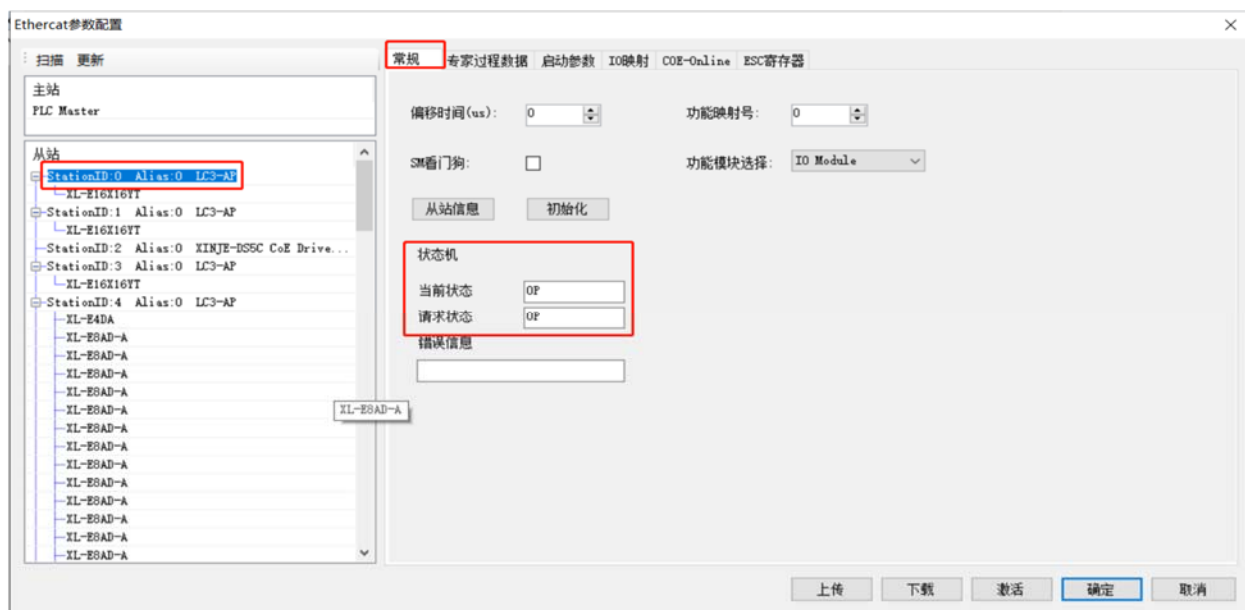 Ethercat参数配置
扫描 更新
主站
PLC Master
从站
StationID:0 Alias:0 LC3-AP
XL-E16X16YT
StationID:1 Alias:0 LC3-AP
XL-E16X16YT
StationID:2 Alias:0 XINJE-DS5C CoE Drive...
StationID:3 Alias:0 LC3-AP
XL-E16X16YT
StationID:4 Alias:0 LC3-AP
XL-E4DA
XL-E8AD-A
XL-E8AD-A
XL-E8AD-A
XL-E8AD-A
XL-E8AD-A
XL-E8AD-A
XL-E8AD-A
XL-E8AD-A
XL-E8AD-A
XL-E8AD-A
XL-E8AD-A
XL-E8AD-A
XL-E8AD-A
XL-E8AD-A
常规 专家过程数据 启动参数 IO映射 COE-Online ESC寄存器
偏移时间(us): 0 功能映射号: 0
SM看门狗: 功能模块选择: IO Module
从站信息 初始化
状态机
当前状态 OP
请求状态 OP
错误信息
上传 下载 激活 确定 取消